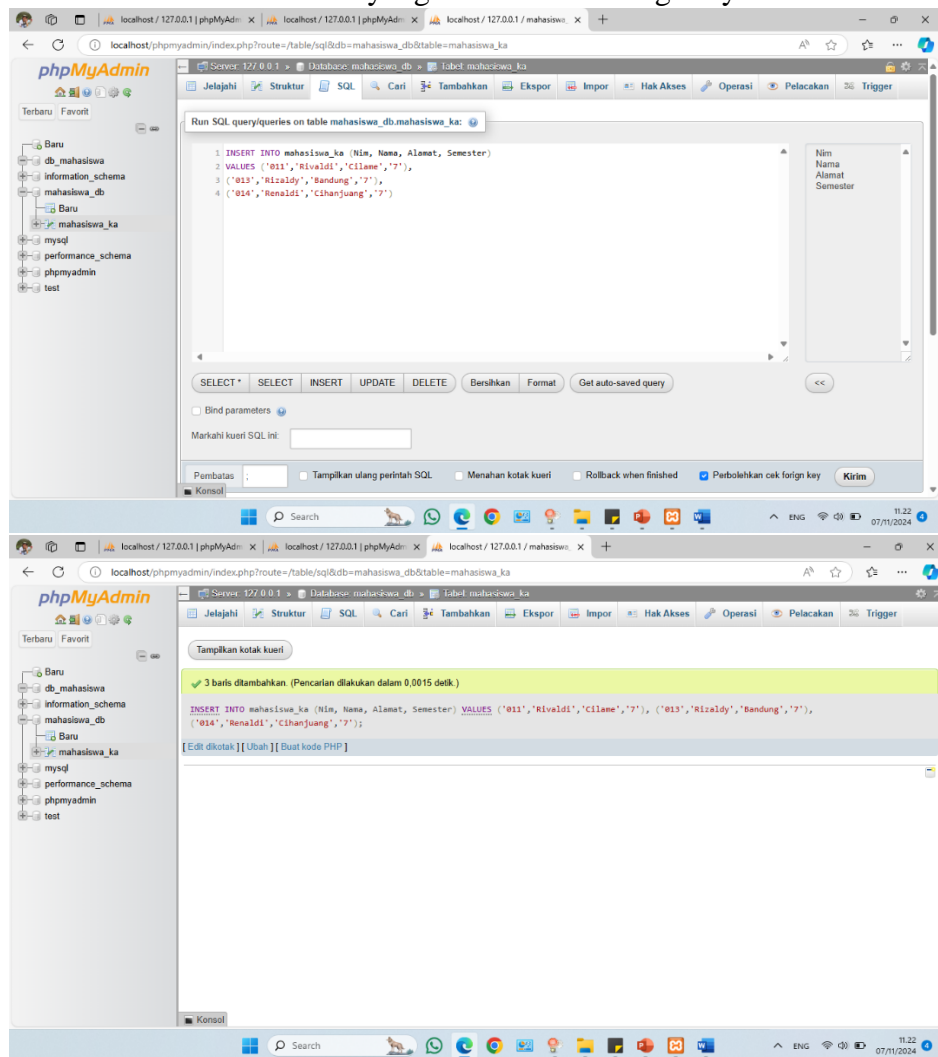 localhost / 127.0.0.1 | phpMyAdm
localhost / 127.0.0.1 | phpMyAdm
localhost / 127.0.0.1 / mahasiswa_
localhost/phpmyadmin/index.php?route=/table/sql&db=mahasiswa_db&table=mahasiswa_ka
phpMyAdmin
Terbaru Favorit
Baru
db_mahasiswa
information_schema
mahasiswa_db
Baru
mahasiswa_ka
mysql
performance_schema
phpmyadmin
test
Server: 127.0.0.1 » Database: mahasiswa_db » Tabel: mahasiswa_ka
Jelajahi Struktur SQL Cari Tambahkan Ekspor Impor Hak Akses Operasi Pelacakan Trigger
Run SQL query/queries on table mahasiswa_db.mahasiswa_ka:
1 INSERT INTO mahasiswa_ka (Nim, Nama, Alamat, Semester)
2 VALUES ('011','Rivaldi','Cilame','7'),
3 ('013','Rizaldy','Bandung','7'),
4 ('014','Renaldi','Cihanjuang','7')
Nim
Nama
Alamat
Semester
SELECT * SELECT INSERT UPDATE DELETE Bersihkan Format Get auto-saved query <<
Bind parameters
Markahi kueri SQL ini:
Pembatas ; Tampilkan ulang perintah SQL Menahan kotak kueri Rollback when finished Perbolehkan cek forign key Kirim
Konsol
Search ENG 11.22
07/11/2024 4
localhost / 127.0.0.1 | phpMyAdm
localhost / 127.0.0.1 | phpMyAdm
localhost / 127.0.0.1 / mahasiswa_
localhost/phpmyadmin/index.php?route=/table/sql&db=mahasiswa_db&table=mahasiswa_ka
phpMyAdmin
Terbaru Favorit
Baru
db_mahasiswa
information_schema
mahasiswa_db
Baru
mahasiswa_ka
mysql
performance_schema
phpmyadmin
test
Server: 127.0.0.1 » Database: mahasiswa_db » Tabel: mahasiswa_ka
Jelajahi Struktur SQL Cari Tambahkan Ekspor Impor Hak Akses Operasi Pelacakan Trigger
Tampilkan kotak kueri
3 baris ditambahkan. (Pencarian dilakukan dalam 0,0015 detik.)
INSERT INTO mahasiswa_ka (Nim, Nama, Alamat, Semester) VALUES ('011','Rivaldi','Cilame','7'), ('013','Rizaldy','Bandung','7'),
('014','Renaldi','Cihanjuang','7');
[ Edit dikotak ] [ Ubah ] [ Buat kode PHP ]
Konsol
Search ENG 11.22
07/11/2024 4